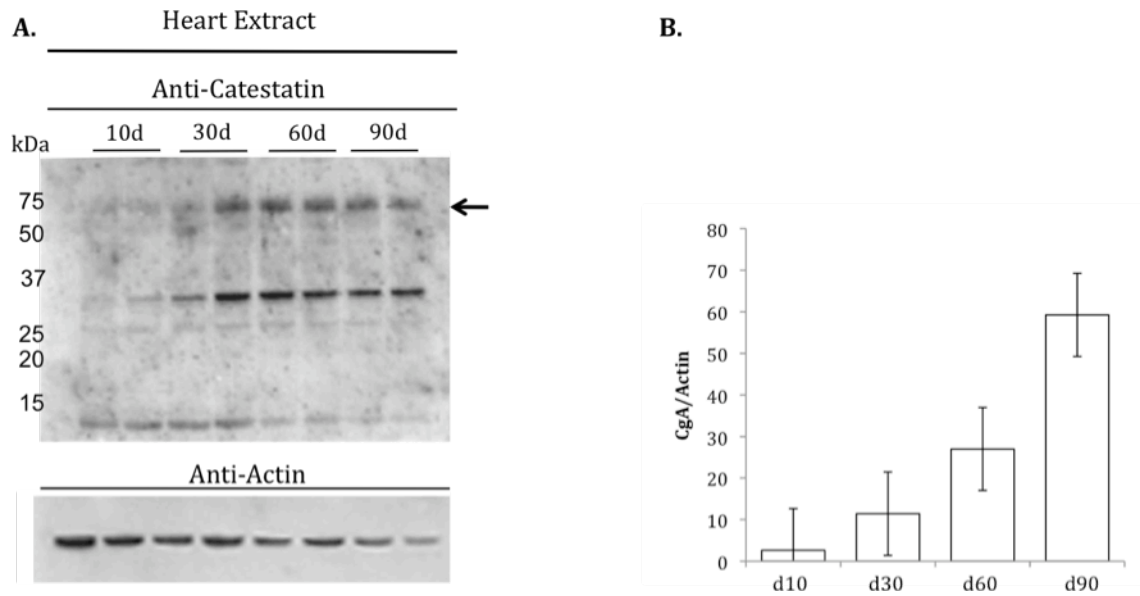 A.
Heart Extract
Anti-Catestatin
10d 30d 60d 90d
kDa
75
50
37
25
20
15
Anti-Actin
B.
80
70
60
50
40
30
20
10
0
CgA/Actin
d10 d30 d60 d90